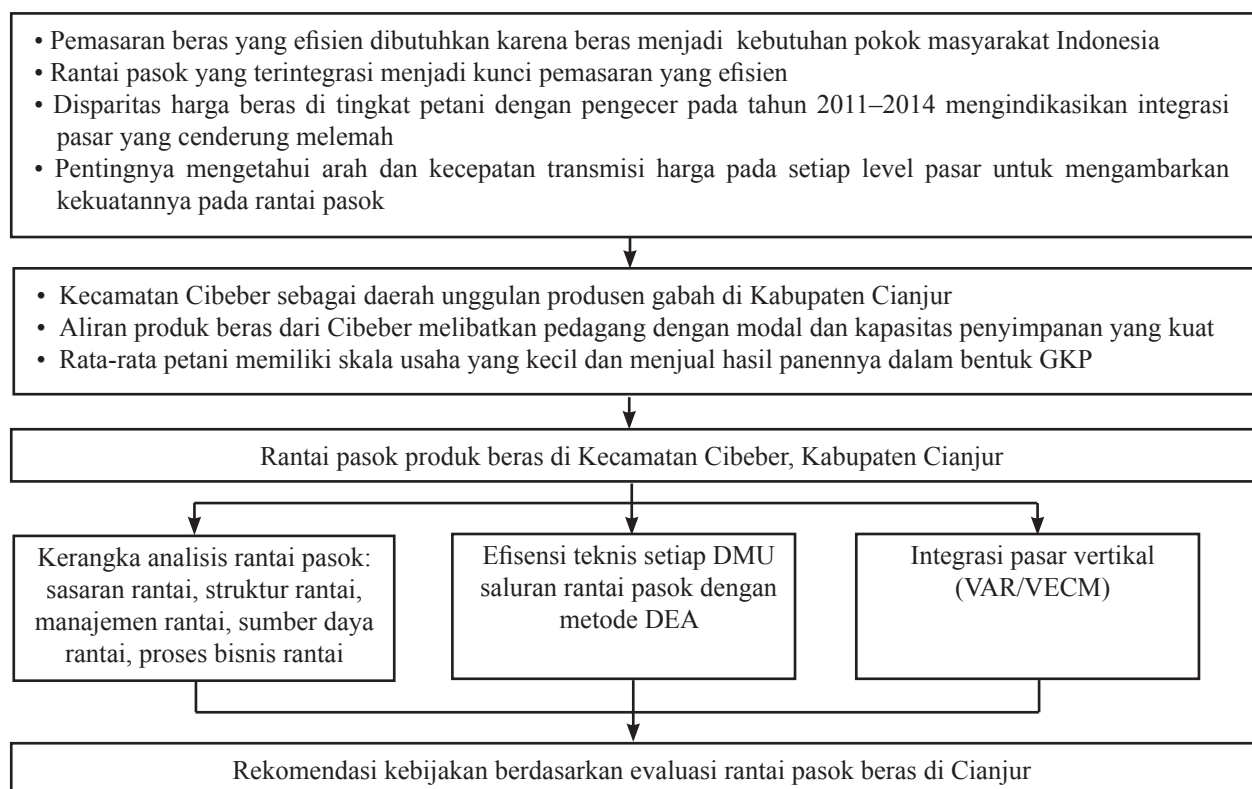 • Pemasaran beras yang efisien dibutuhkan karena beras menjadi kebutuhan pokok masyarakat Indonesia
• Rantai pasok yang terintegrasi menjadi kunci pemasaran yang efisien
• Disparitas harga beras di tingkat petani dengan pengecer pada tahun 2011–2014 mengindikasikan integrasi
pasar yang cenderung melemah
• Pentingnya mengetahui arah dan kecepatan transmisi harga pada setiap level pasar untuk mengambarkan
kekuatannya pada rantai pasok
• Kecamatan Cibeber sebagai daerah unggulan produsen gabah di Kabupaten Cianjur
• Aliran produk beras dari Cibeber melibatkan pedagang dengan modal dan kapasitas penyimpanan yang kuat
• Rata-rata petani memiliki skala usaha yang kecil dan menjual hasil panennya dalam bentuk GKP
Rantai pasok produk beras di Kecamatan Cibeber, Kabupaten Cianjur
Kerangka analisis rantai pasok:
sasaran rantai, struktur rantai,
manajemen rantai, sumber daya
rantai, proses bisnis rantai
Efisensi teknis setiap DMU
saluran rantai pasok dengan
metode DEA
Integrasi pasar vertikal
(VAR/VECM)
Rekomendasi kebijakan berdasarkan evaluasi rantai pasok beras di Cianjur